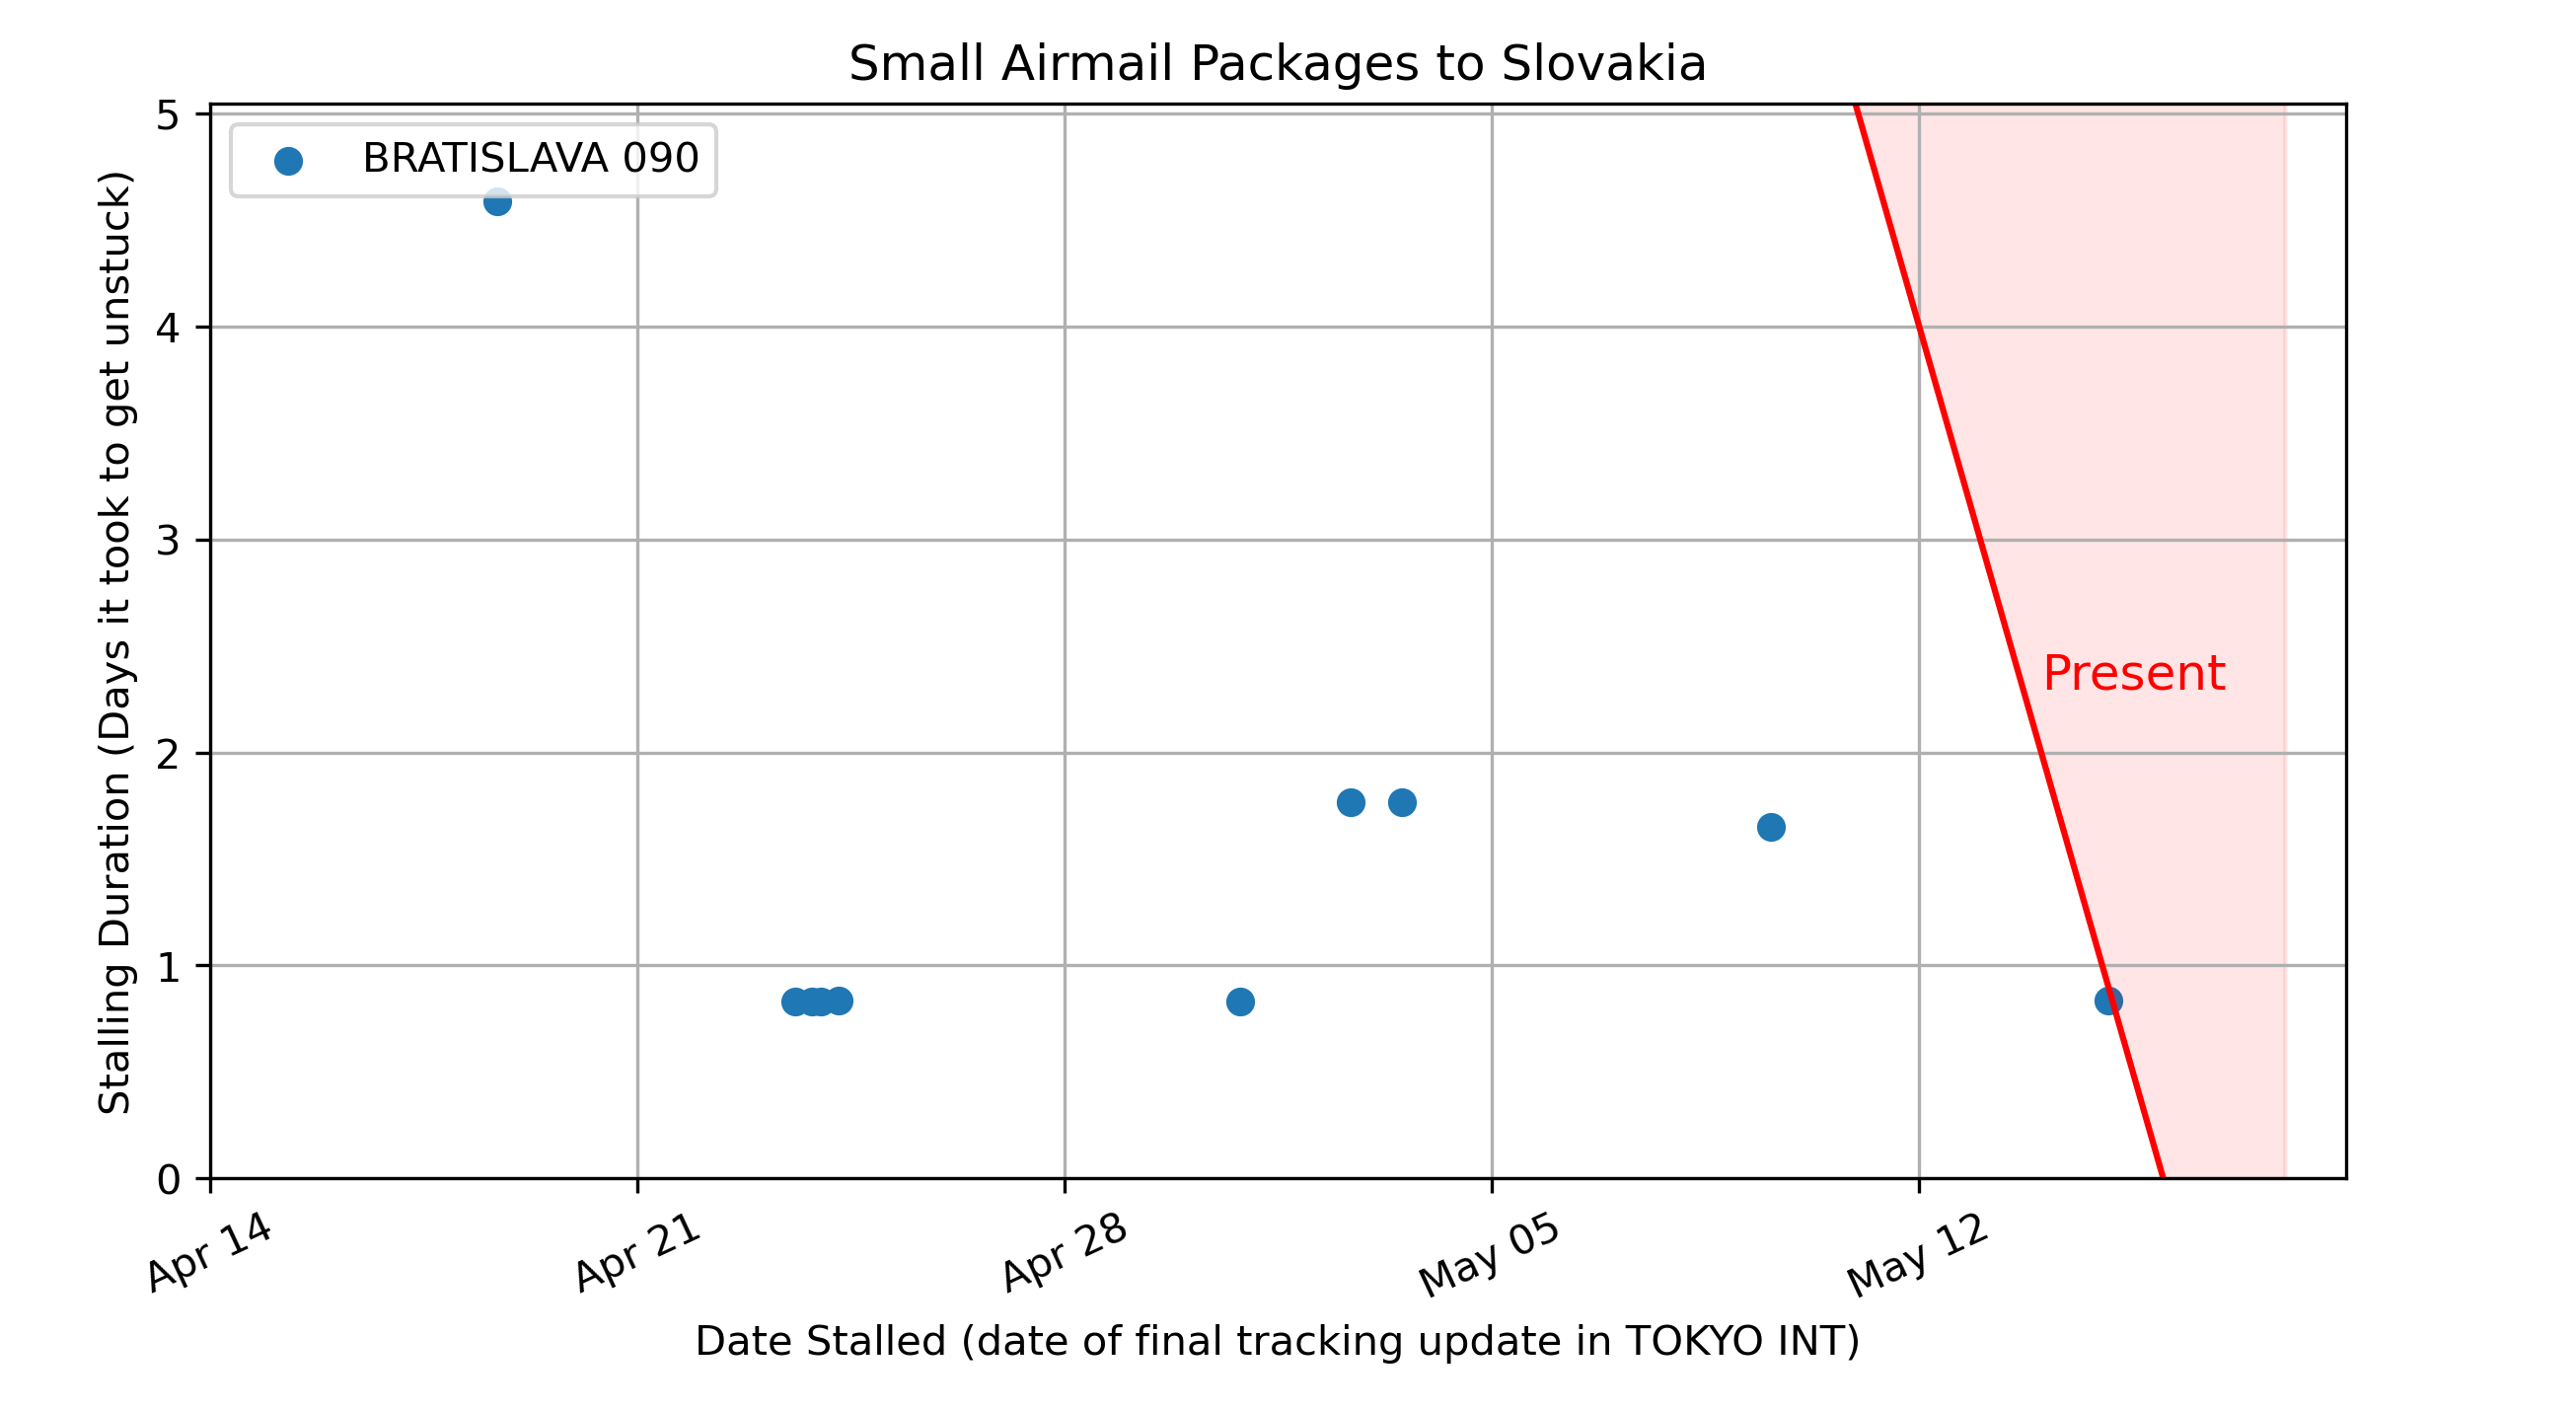 Small Airmail Packages to Slovakia
BRATISLAVA 090
Stalling Duration (Days it took to get unstuck)
5
4
3
2
1
0
Present
Apr 14
Apr 21
Apr 28
May 05
May 12
Date Stalled (date of final tracking update in TOKYO INT)